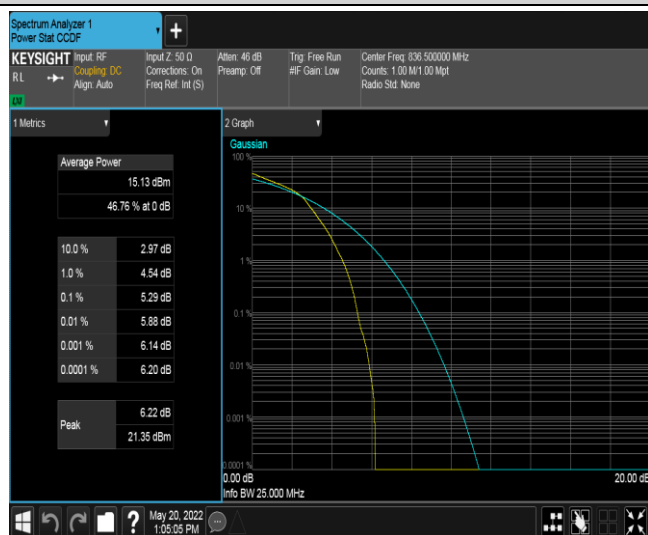 Spectrum Analyzer 1
Power Stat CCDF
+
KEYSIGHT
RL
LXI
Input: RF
Coupling: DC
Align: Auto
Input Z: 50 Ω
Corrections: On
Freq Ref: Int (S)
Atten: 46 dB
Preamp: Off
Trig: Free Run
#IF Gain: Low
Center Freq: 836.500000 MHz
Counts: 1.00 M/1.00 Mpt
Radio Std: None
1 Metrics
Average Power
15.13 dBm
46.76 % at 0 dB
10.0 % 2.97 dB
1.0 % 4.54 dB
0.1 % 5.29 dB
0.01 % 5.88 dB
0.001 % 6.14 dB
0.0001 % 6.20 dB
Peak
6.22 dB
21.35 dBm
2 Graph
Gaussian
100 %
10 %
1 %
0.1 %
0.01 %
0.001 %
0.0001 %
0.00 dB 20.00 dB
Info BW 25.000 MHz
?
May 20, 2022
1:05:05 PM